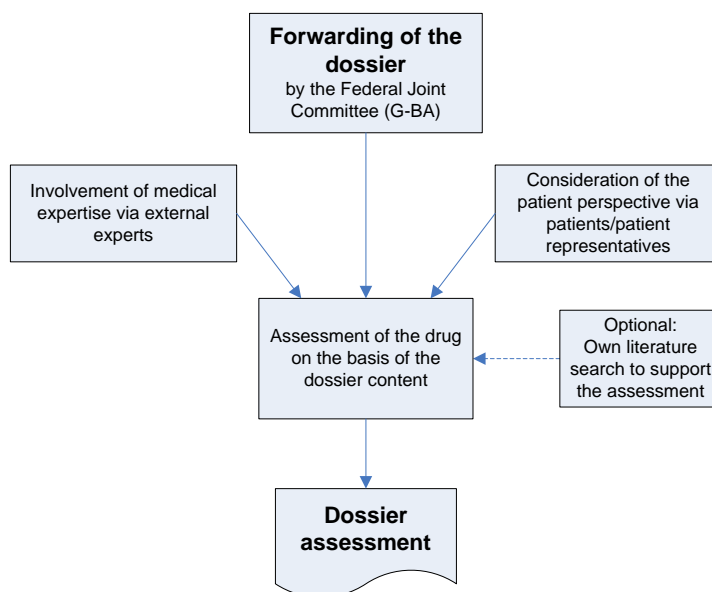 Forwarding of the
dossier
by the Federal Joint
Committee (G-BA)
Involvement of medical
expertise via external
experts
Consideration of the
patient perspective via
patients/patient
representatives
Assessment of the drug
on the basis of the
dossier content
Optional:
Own literature
search to support
the assessment
Dossier
assessment